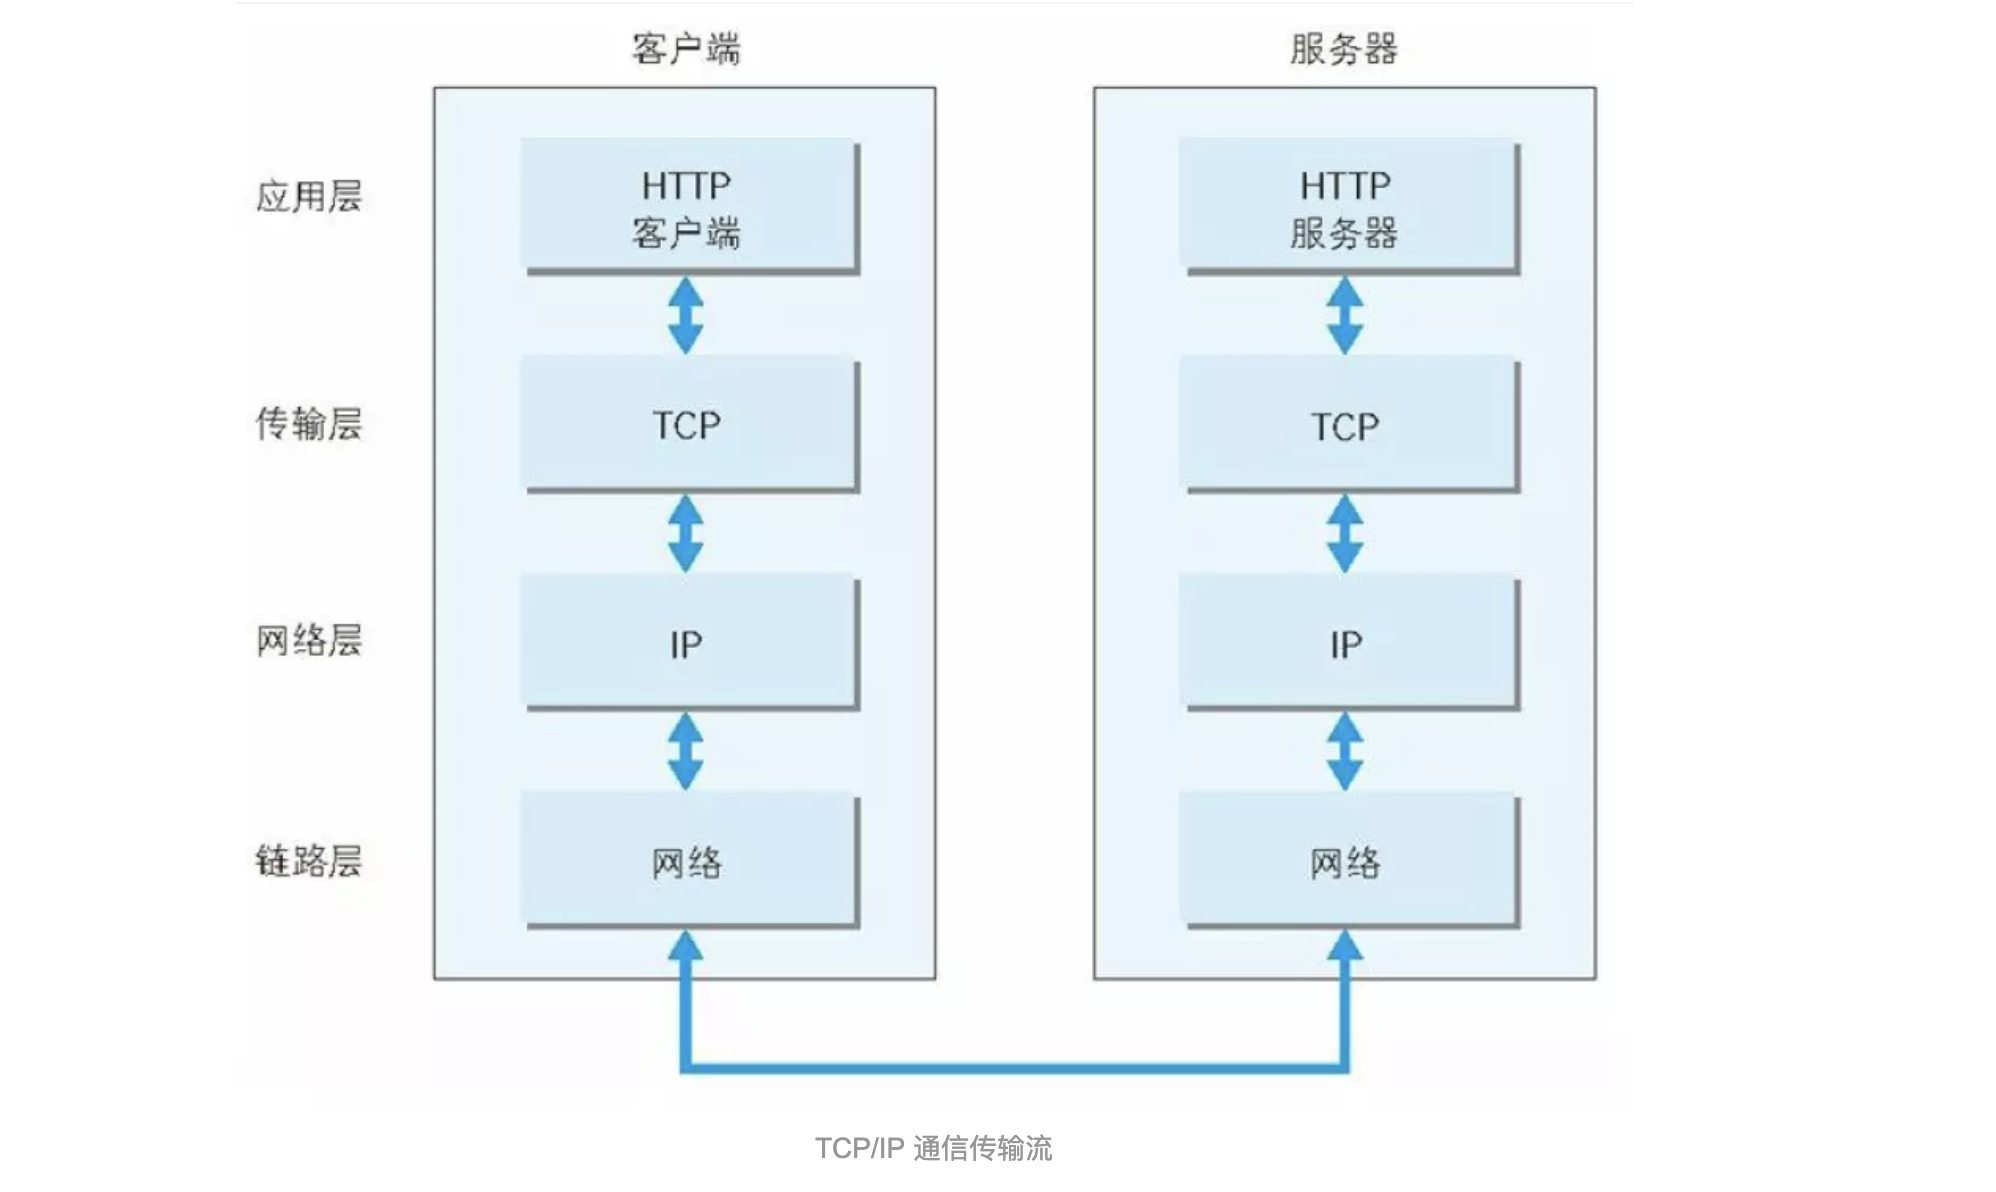 客户端
服务器
应用层
HTTP
客户端
HTTP
服务器
传输层
TCP
TCP
网络层
IP
IP
链路层
网络
网络
TCP/IP 通信传输流